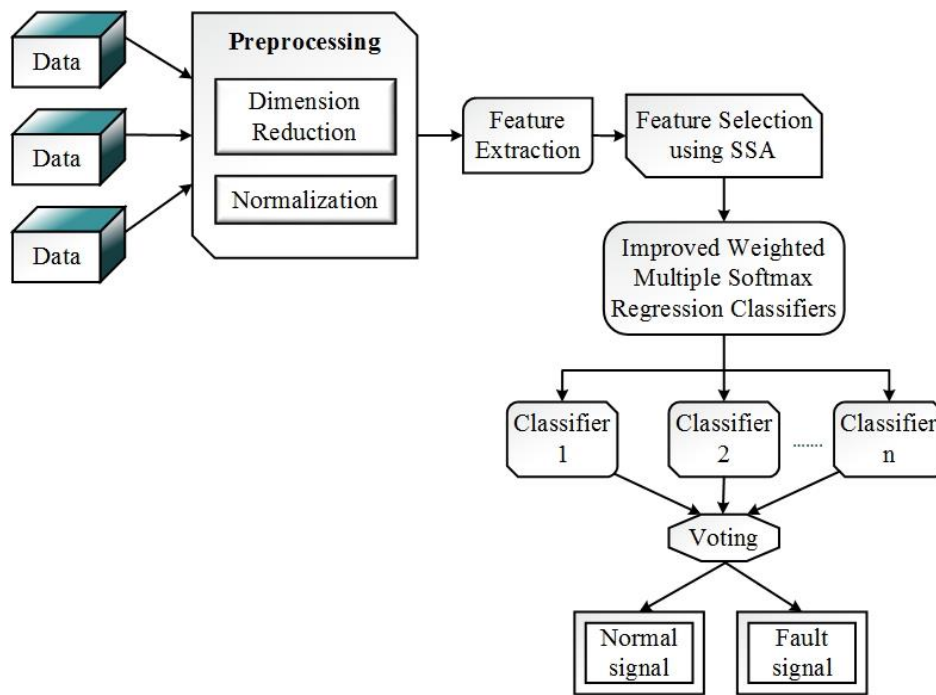 Data
Data
Data
Preprocessing
Dimension
Reduction
Normalization
Feature
Extraction
Feature Selection
using SSA
Improved Weighted
Multiple Softmax
Regression Classifiers
Classifier
1
Classifier
2
.......
Classifier
n
Voting
Normal
signal
Fault
signal